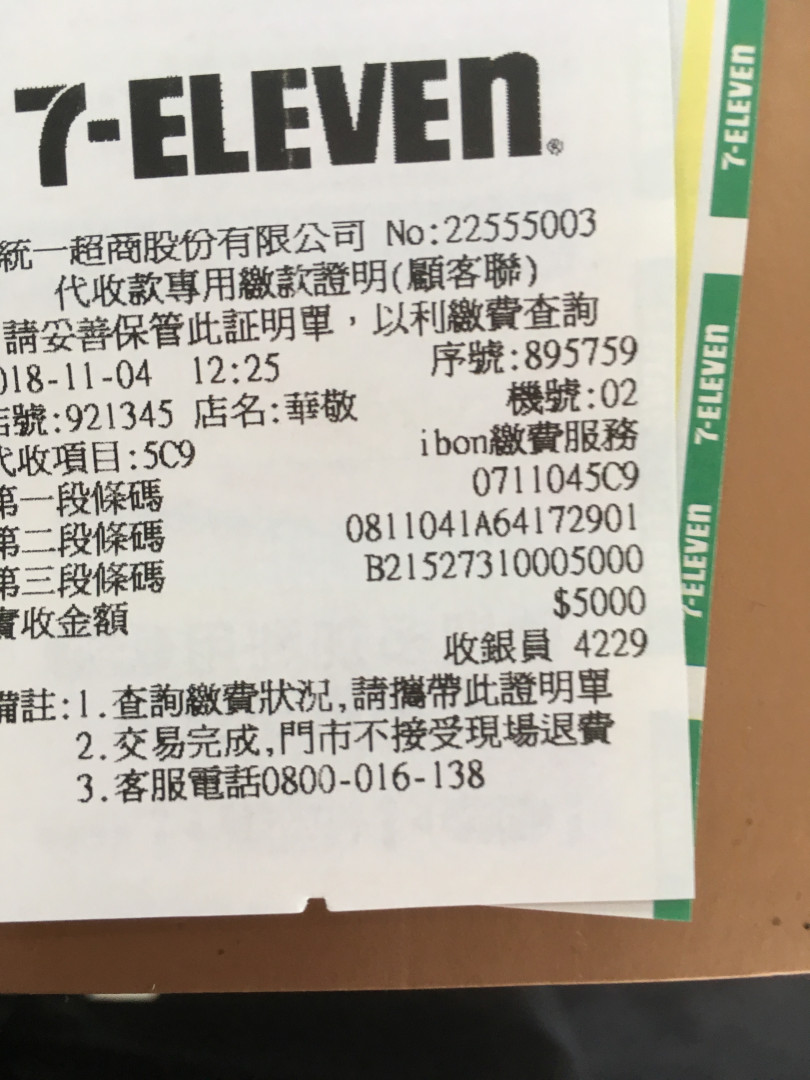 7-ELEVEn®
統一超商股份有限公司 No:22555003
代收款專用繳款證明(顧客聯)
請妥善保管此証明單,以利繳費查詢
018-11-04 12:25 序號:895759
店號:921345 店名:華敬 機號:02
代收項目:5C9 ibon繳費服務
第一段條碼 0711045C9
第二段條碼 0811041A64172901
第三段條碼 B21527310005000
實收金額 $5000
收銀員 4229
備註:1.查詢繳費狀況,請攜帶此證明單
2.交易完成,門市不接受現場退費
3.客服電話0800-016-138
7-ELEVEn
7-ELEVEn
7-ELEVEn